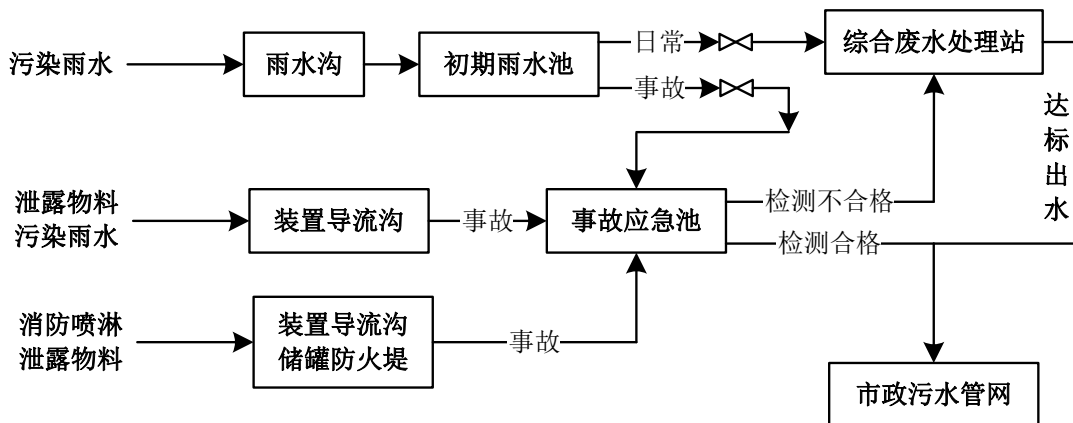 污染雨水
雨水沟
初期雨水池
日常
事故
综合废水处理站
达标出水
泄露物料
污染雨水
装置导流沟
事故
事故应急池
检测不合格
检测合格
消防喷淋
泄露物料
装置导流沟
储罐防火堤
事故
市政污水管网